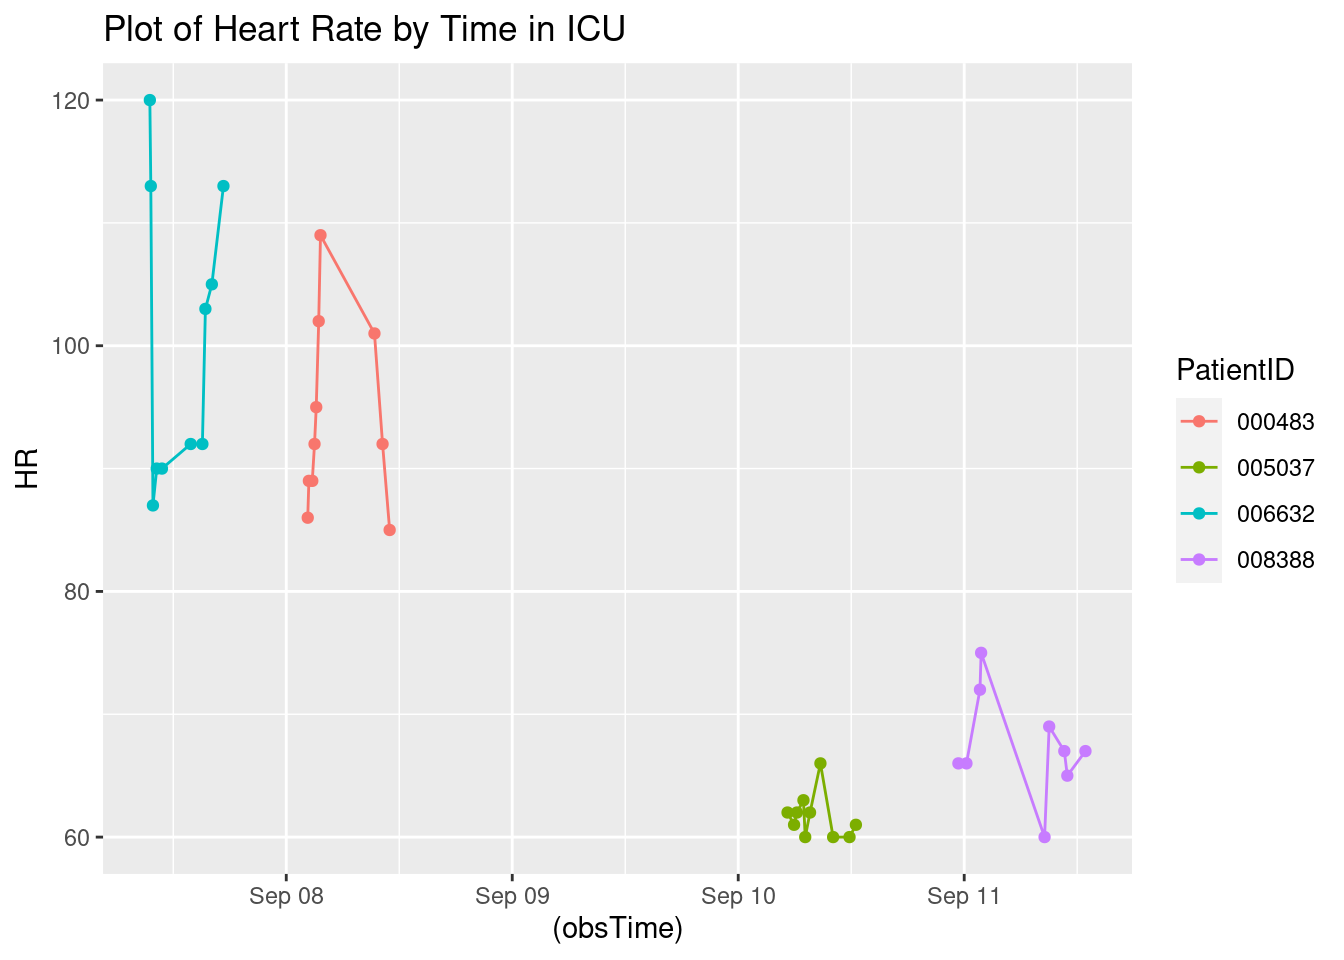 Plot of Heart Rate by Time in ICU
120
100
80
60
HR
Sep 08
Sep 09
Sep 10
Sep 11
(obsTime)
PatientID
000483
005037
006632
008388